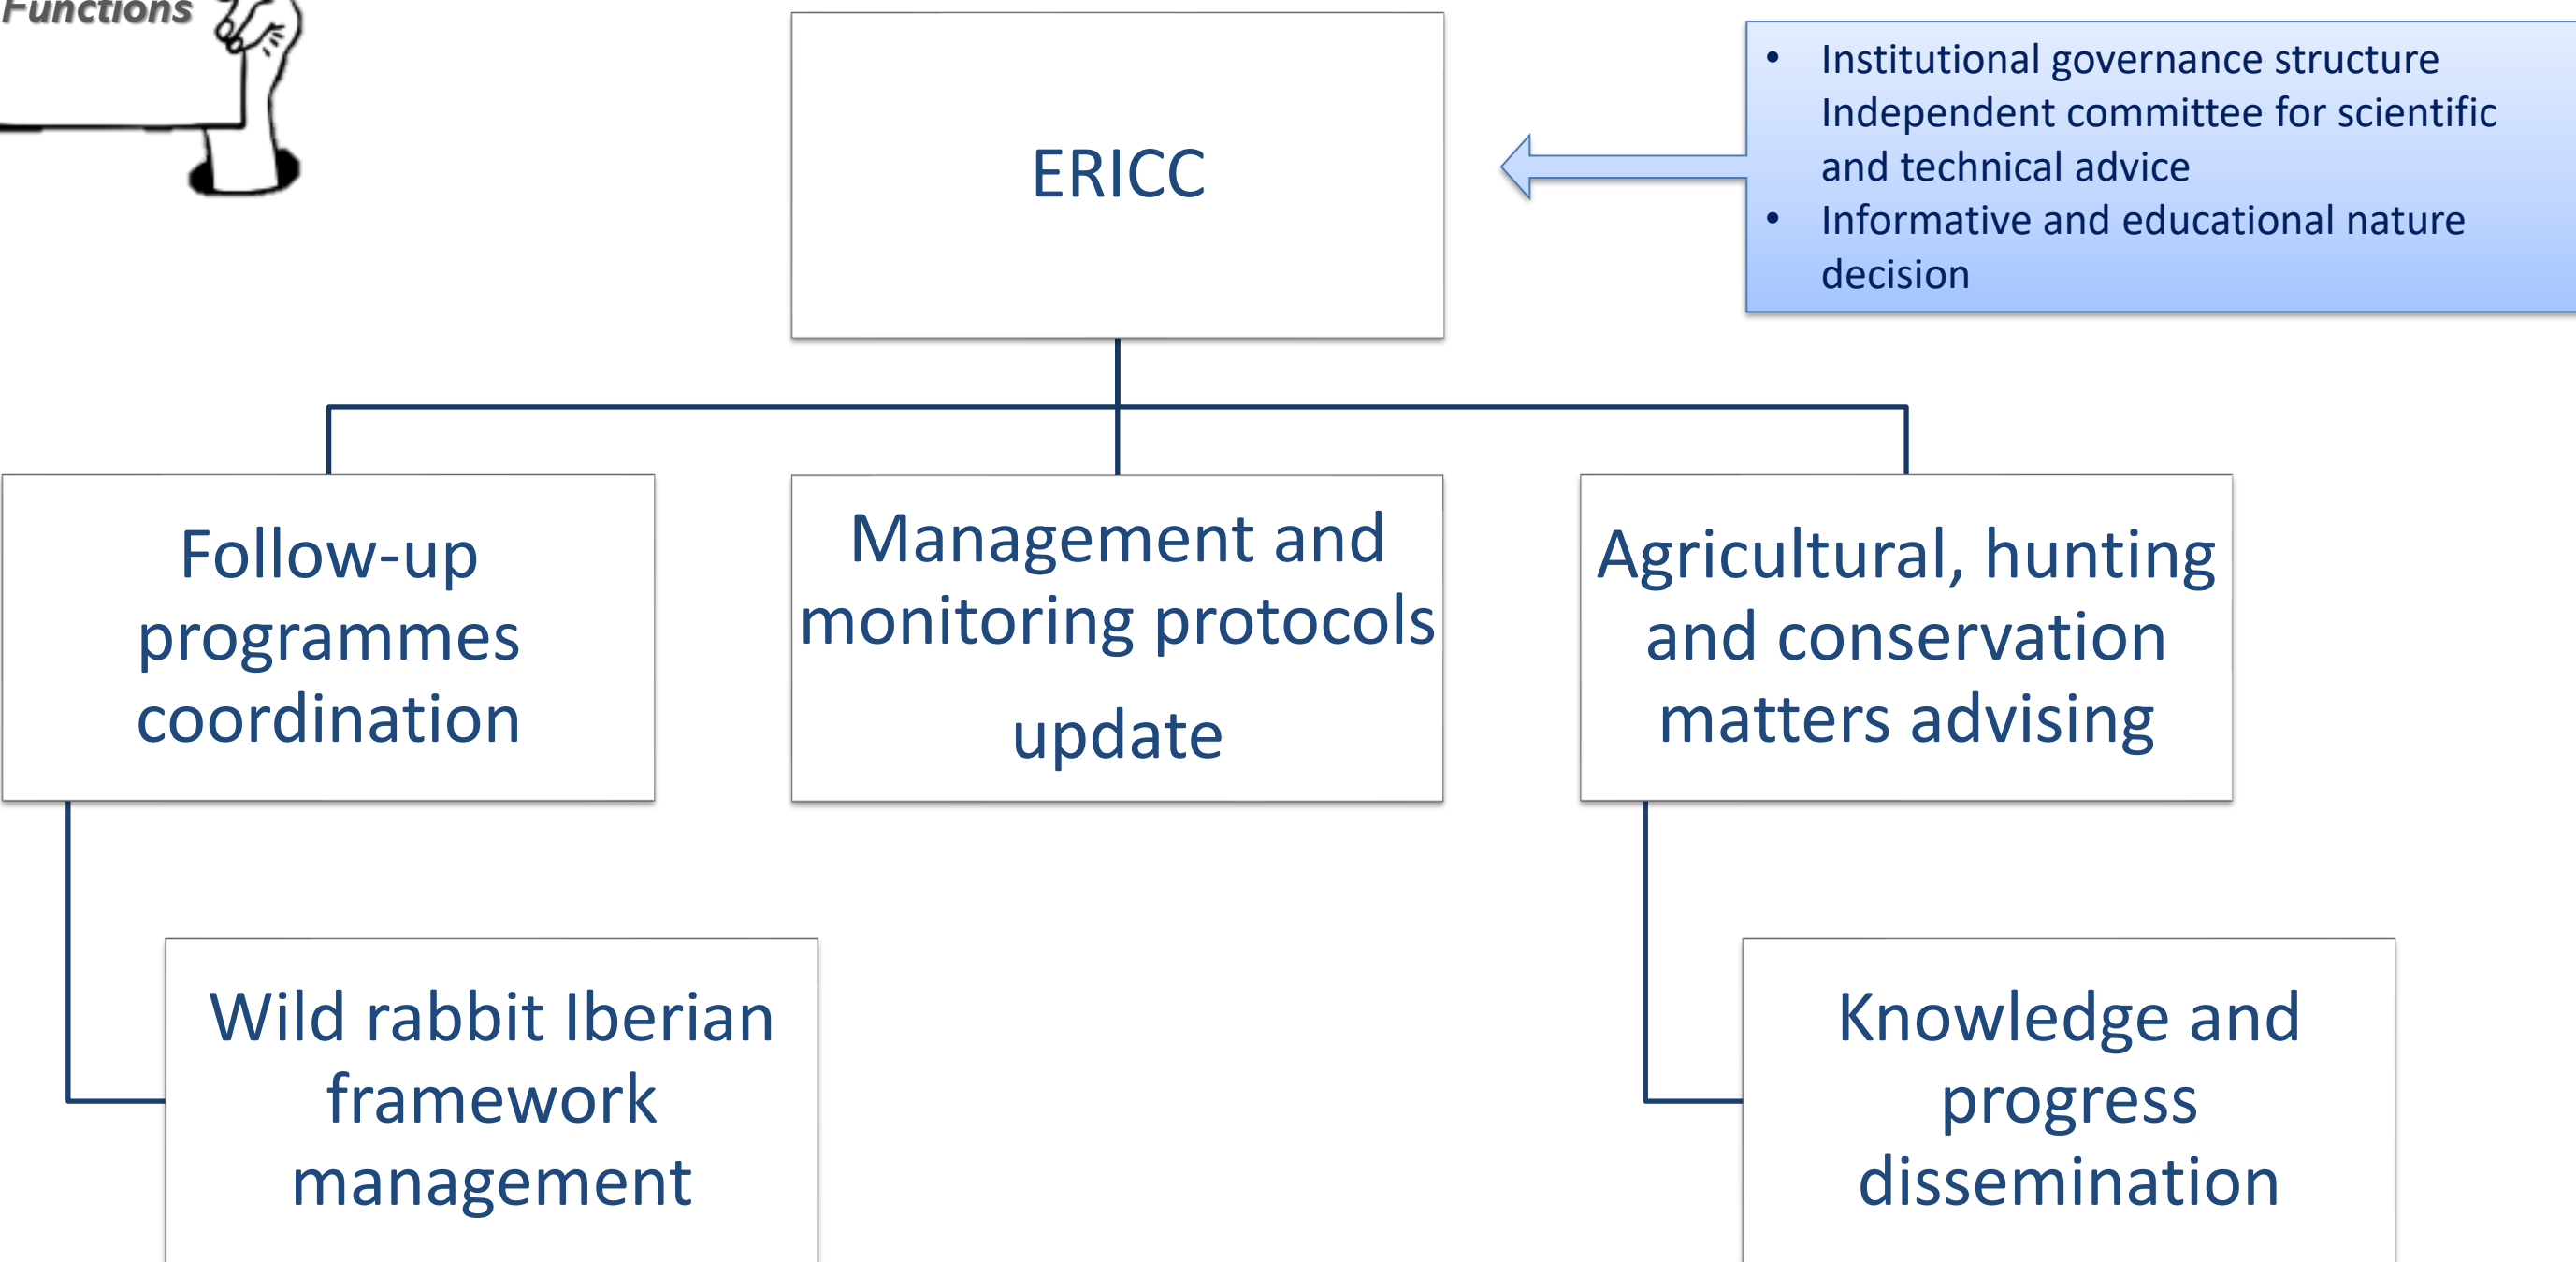 Functions
ERICC
• Institutional governance structure
Independent committee for scientific
and technical advice
• Informative and educational nature
decision
Follow-up
programmes
coordination
Management and
monitoring protocols
update
Agricultural, hunting
and conservation
matters advising
Wild rabbit Iberian
framework
management
Knowledge and
progress
dissemination